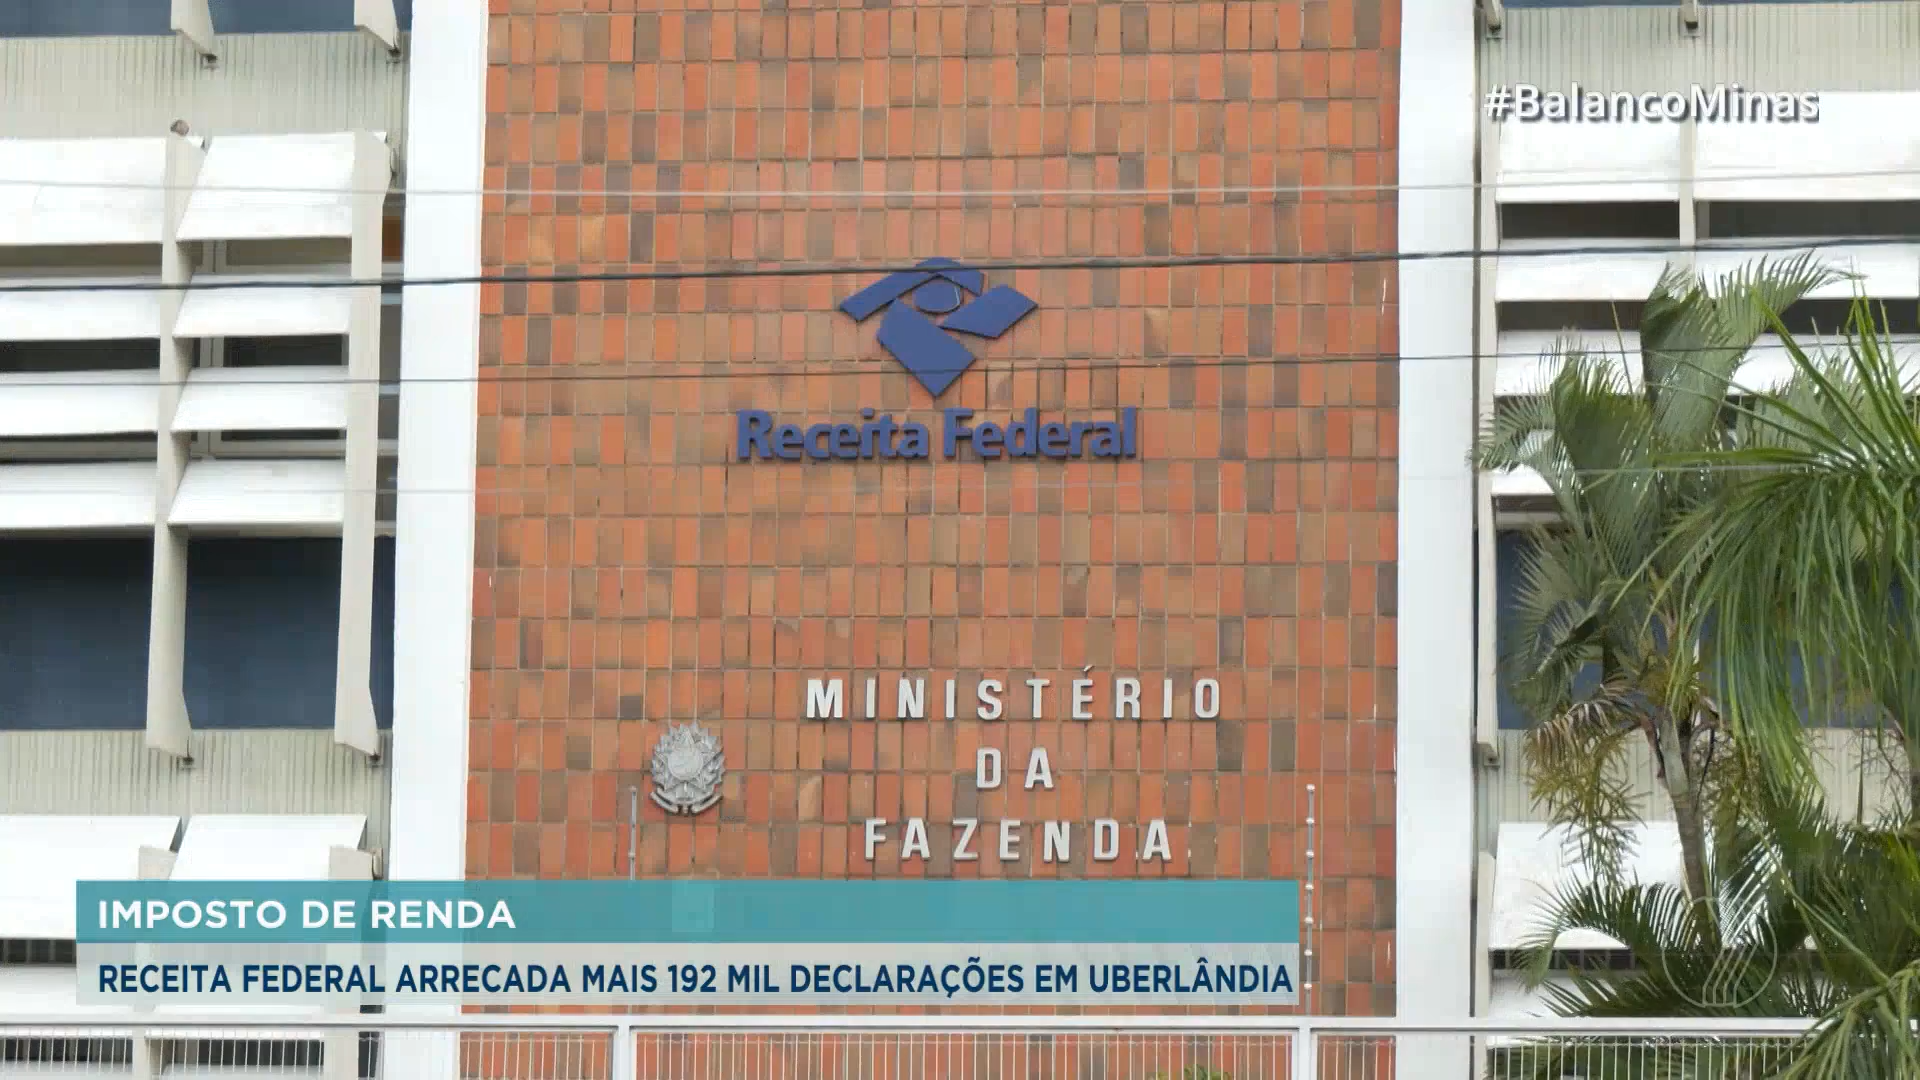 #BalancoMinas
Receita Federal
MINISTÉRIO
DA
FAZENDA
IMPOSTO DE RENDA
RECEITA FEDERAL ARRECADA MAIS 192 MIL DECLARAÇÕES EM UBERLÂNDIA